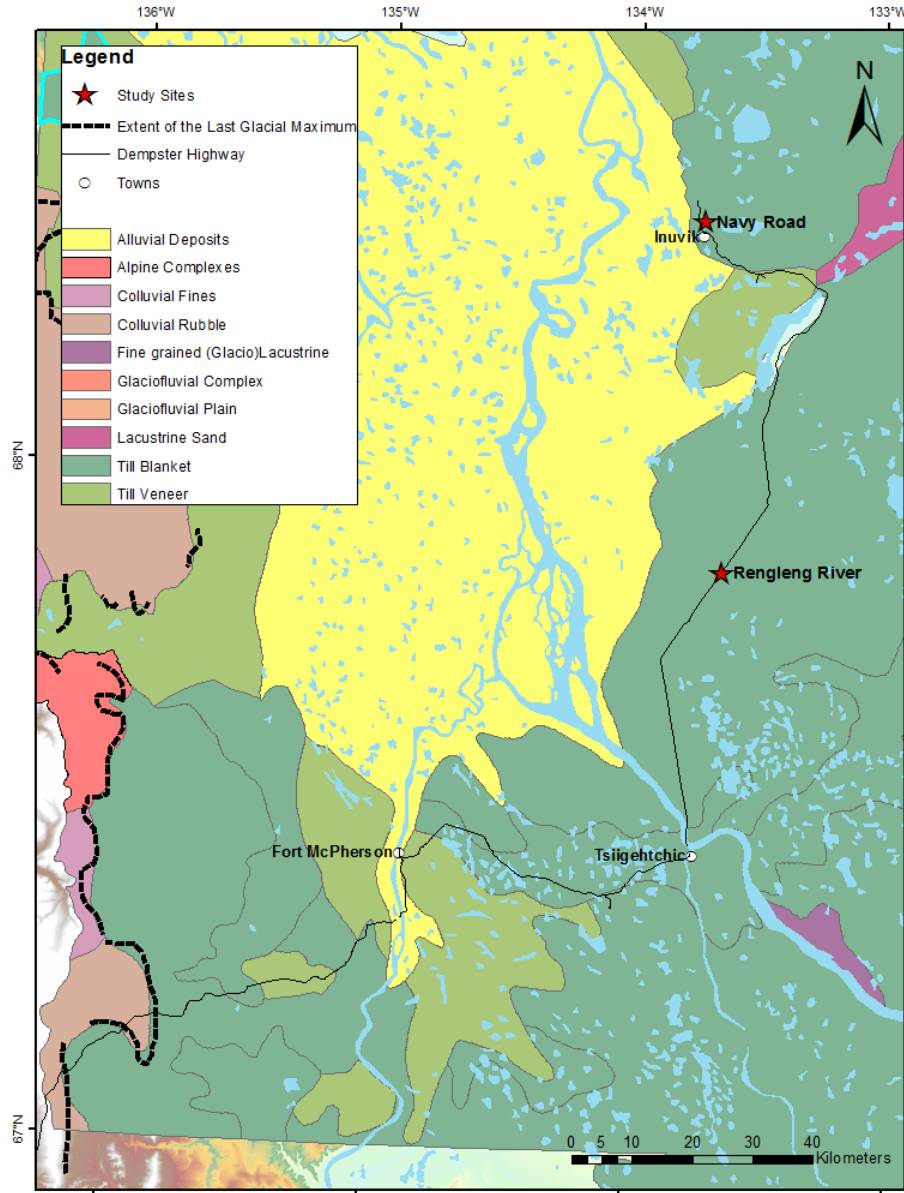 136°W 135°W 134°W 133°W
Legend
Study Sites
Extent of the Last Glacial Maximum
Dempster Highway
Towns
Alluvial Deposits
Alpine Complexes
Colluvial Fines
Colluvial Rubble
Fine grained (Glacio)Lacustrine
Glaciofluvial Complex
Glaciofluvial Plain
Lacustrine Sand
Till Blanket
Till Veneer
N
Navy Road
Inuvik
68°N
Rengleng River
Fort McPherson
Tsiigehtchic
67°N
0 5 10 20 30 40
Kilometers